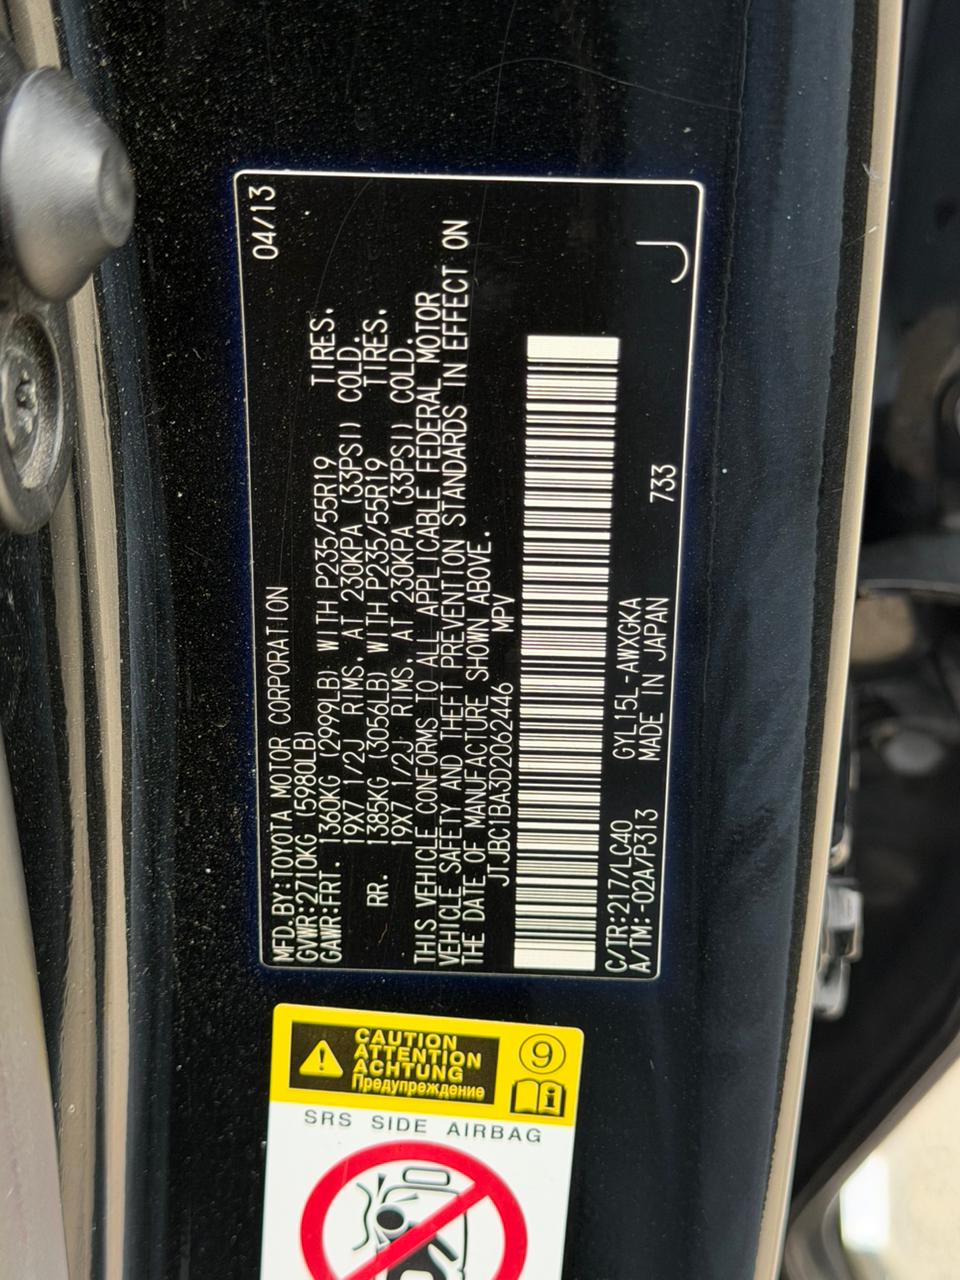 04/13
MFD.BY:TOYOTA MOTOR CORPORATION
GVWR:2710KG (5980LB)
GAWR:FRT. 1360KG (2999LB) WITH P235/55R19 TIRES.
19X7 1/2J RIMS, AT 230KPA (33PSI) COLD.
RR. 1385KG (3056LB) WITH P235/55R19 TIRES.
19X7 1/2J RIMS, AT 230KPA (33PSI) COLD.
THIS VEHICLE CONFORMS TO ALL APPLICABLE FEDERAL MOTOR
VEHICLE SAFETY AND THEFT PREVENTION STANDARDS IN EFFECT ON
THE DATE OF MANUFACTURE SHOWN ABOVE.
JTJBC1BA3D2062446 MPV
C/TR:217/LC40 GYL15L-AWXGKA J
A/TM:-02A/P313 MADE IN JAPAN 733
CAUTION
ATTENTION
ACHTUNG
Предупреждение
9
i
SRS SIDE AIRBAG